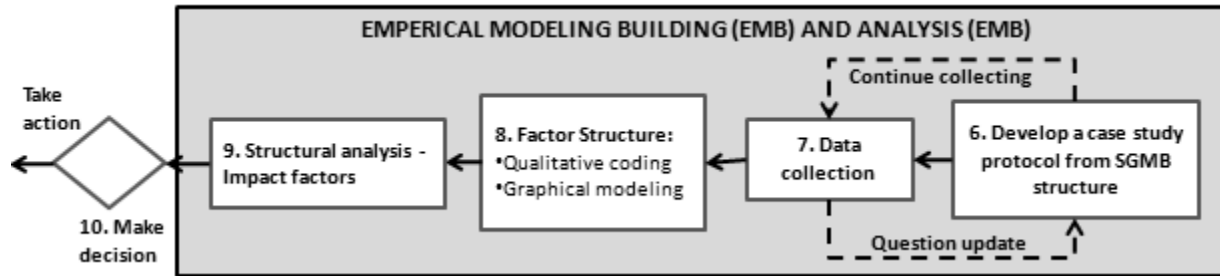 EMPERICAL MODELING BUILDING (EMB) AND ANALYSIS (EMB)
Take
action
10. Make
decision
9. Structural analysis -
Impact factors
8. Factor Structure:
•Qualitative coding
•Graphical modeling
Continue collecting
7. Data
collection
Question update
6. Develop a case study
protocol from SGMB
structure